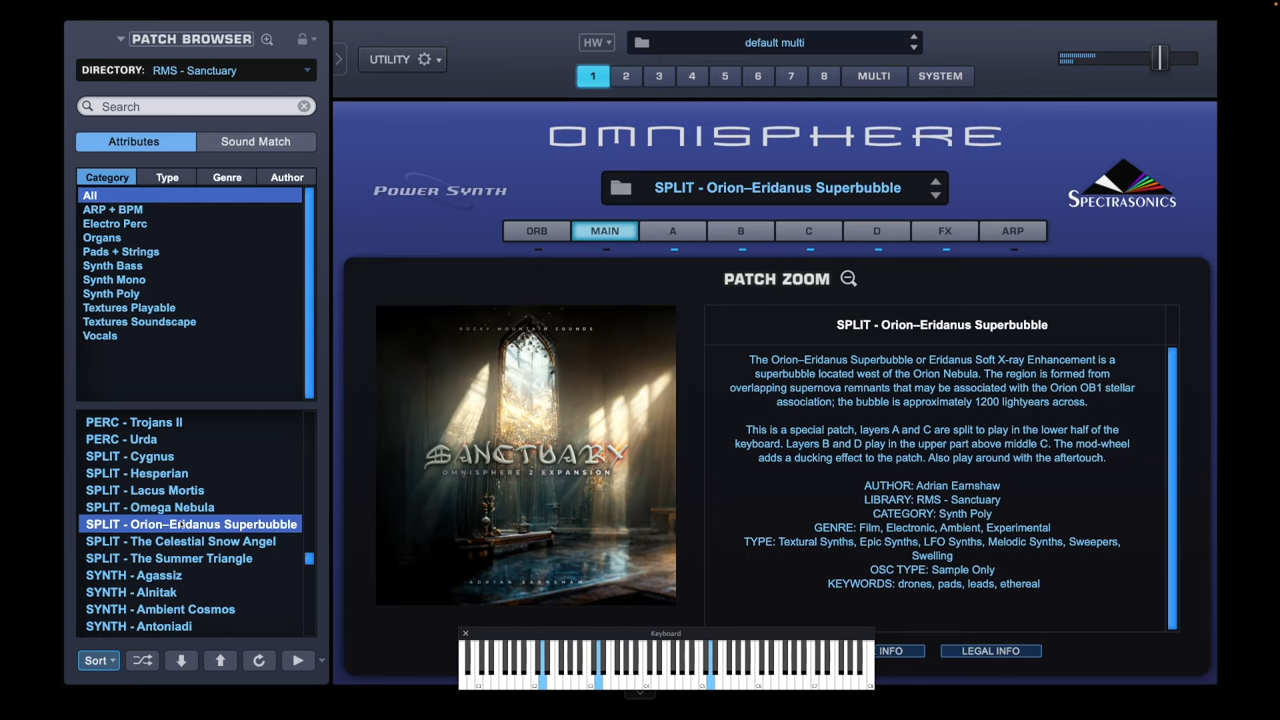 PATCH BROWSER
DIRECTORY: RMS - Sanctuary
Search
Attributes
Sound Match
Category
Type
Genre
Author
All
ARP + BPM
Electro Perc
Organs
Pads + Strings
Synth Bass
Synth Mono
Synth Poly
Textures Playable
Textures Soundscape
Vocals
PERC - Trojans II
PERC - Urda
SPLIT - Cygnus
SPLIT - Hesperian
SPLIT - Lacus Mortis
SPLIT - Omega Nebula
SPLIT - Orion–Eridanus Superbubble
SPLIT - The Celestial Snow Angel
SPLIT - The Summer Triangle
SYNTH - Agassiz
SYNTH - Alnitak
SYNTH - Ambient Cosmos
SYNTH - Antoniadi
Sort
UTILITY
HW
default multi
1
2
3
4
5
6
7
8
MULTI
SYSTEM
OMNISPHERE
POWER SYNTH
SPLIT - Orion–Eridanus Superbubble
SPECTRASONICS
ORB
MAIN
A
B
C
D
FX
ARP
PATCH ZOOM
ROCKY MOUNTAIN SOUNDS
SANCTUARY
OMNISPHERE 2 EXPANSION
ADRIAN EARNSHAW
SPLIT - Orion–Eridanus Superbubble
The Orion–Eridanus Superbubble or Eridanus Soft X-ray Enhancement is a
superbubble located west of the Orion Nebula. The region is formed from
overlapping supernova remnants that may be associated with the Orion OB1 stellar
association; the bubble is approximately 1200 lightyears across.
This is a special patch, layers A and C are split to play in the lower half of the
keyboard. Layers B and D play in the upper part above middle C. The mod-wheel
adds a ducking effect to the patch. Also play around with the aftertouch.
AUTHOR: Adrian Earnshaw
LIBRARY: RMS - Sanctuary
CATEGORY: Synth Poly
GENRE: Film, Electronic, Ambient, Experimental
TYPE: Textural Synths, Epic Synths, LFO Synths, Melodic Synths, Sweepers,
Swelling
OSC TYPE: Sample Only
KEYWORDS: drones, pads, leads, ethereal
INFO
LEGAL INFO
Keyboard
C1
C2
C3
C4
C5
C6
C7
C8